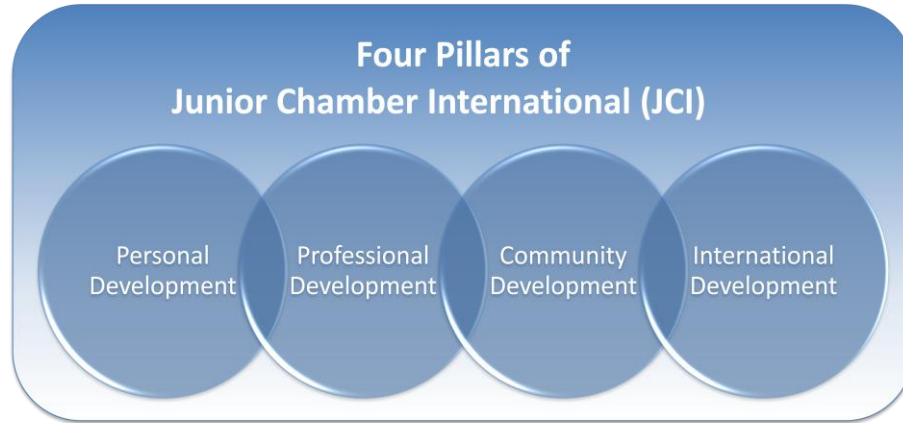 Four Pillars of
Junior Chamber International (JCI)
Personal
Development
Professional
Development
Community
Development
International
Development